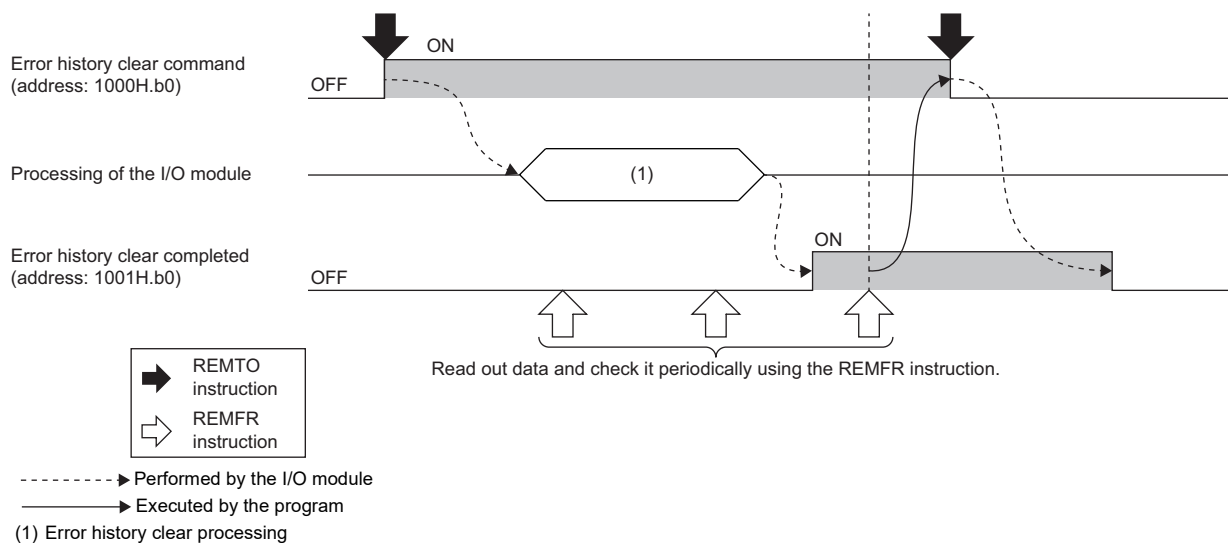 ON
Error history clear command
(address: 1000H.b0)
OFF
Processing of the I/O module
(1)
Error history clear completed
(address: 1001H.b0)
ON
OFF
Read out data and check it periodically using the REMFR instruction.
REMTO
instruction
REMFR
instruction
Performed by the I/O module
Executed by the program
(1) Error history clear processing